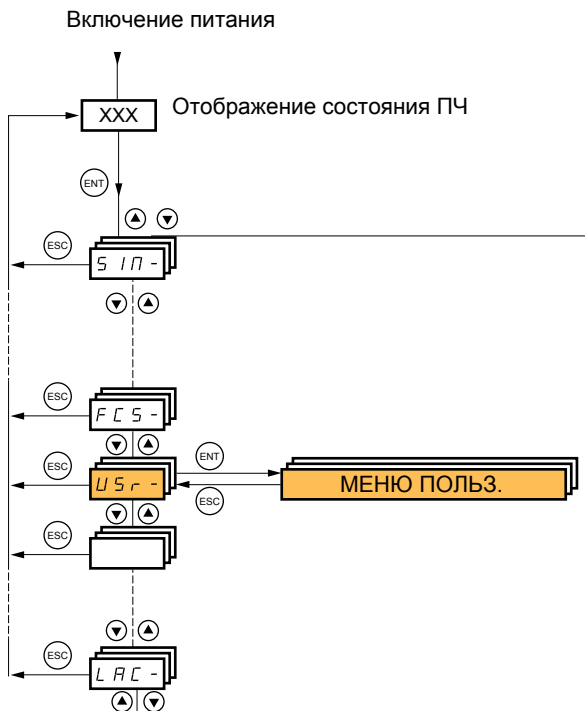 Включение питания
XXX
Отображение состояния ПЧ
ENT
ESC
SIM-
ESC
FCS-
ESC
ENT
USr-
МЕНЮ ПОЛЬЗ.
ESC
ESC
ESC
LAC-